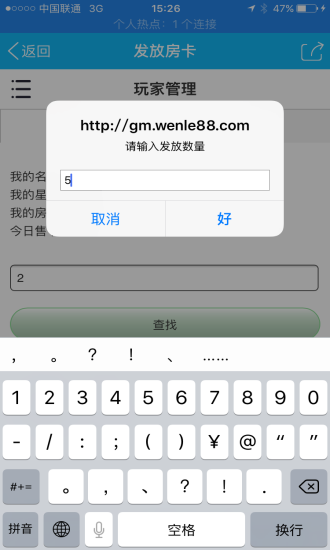 中国联通 3G 15:26 47%
个人热点：1 个连接
返回 发放房卡
玩家管理
http://gm.wenle88.com
请输入发放数量
5
取消 好
我的名
我的星
我的房
今日售
2
查找
， 。 ？ ！ 、 ……
1 2 3 4 5 6 7 8 9 0
- / : ; ( ) ¥ @ “ ”
#+= 。 , 、 ? ! .
拼音 空格 换行